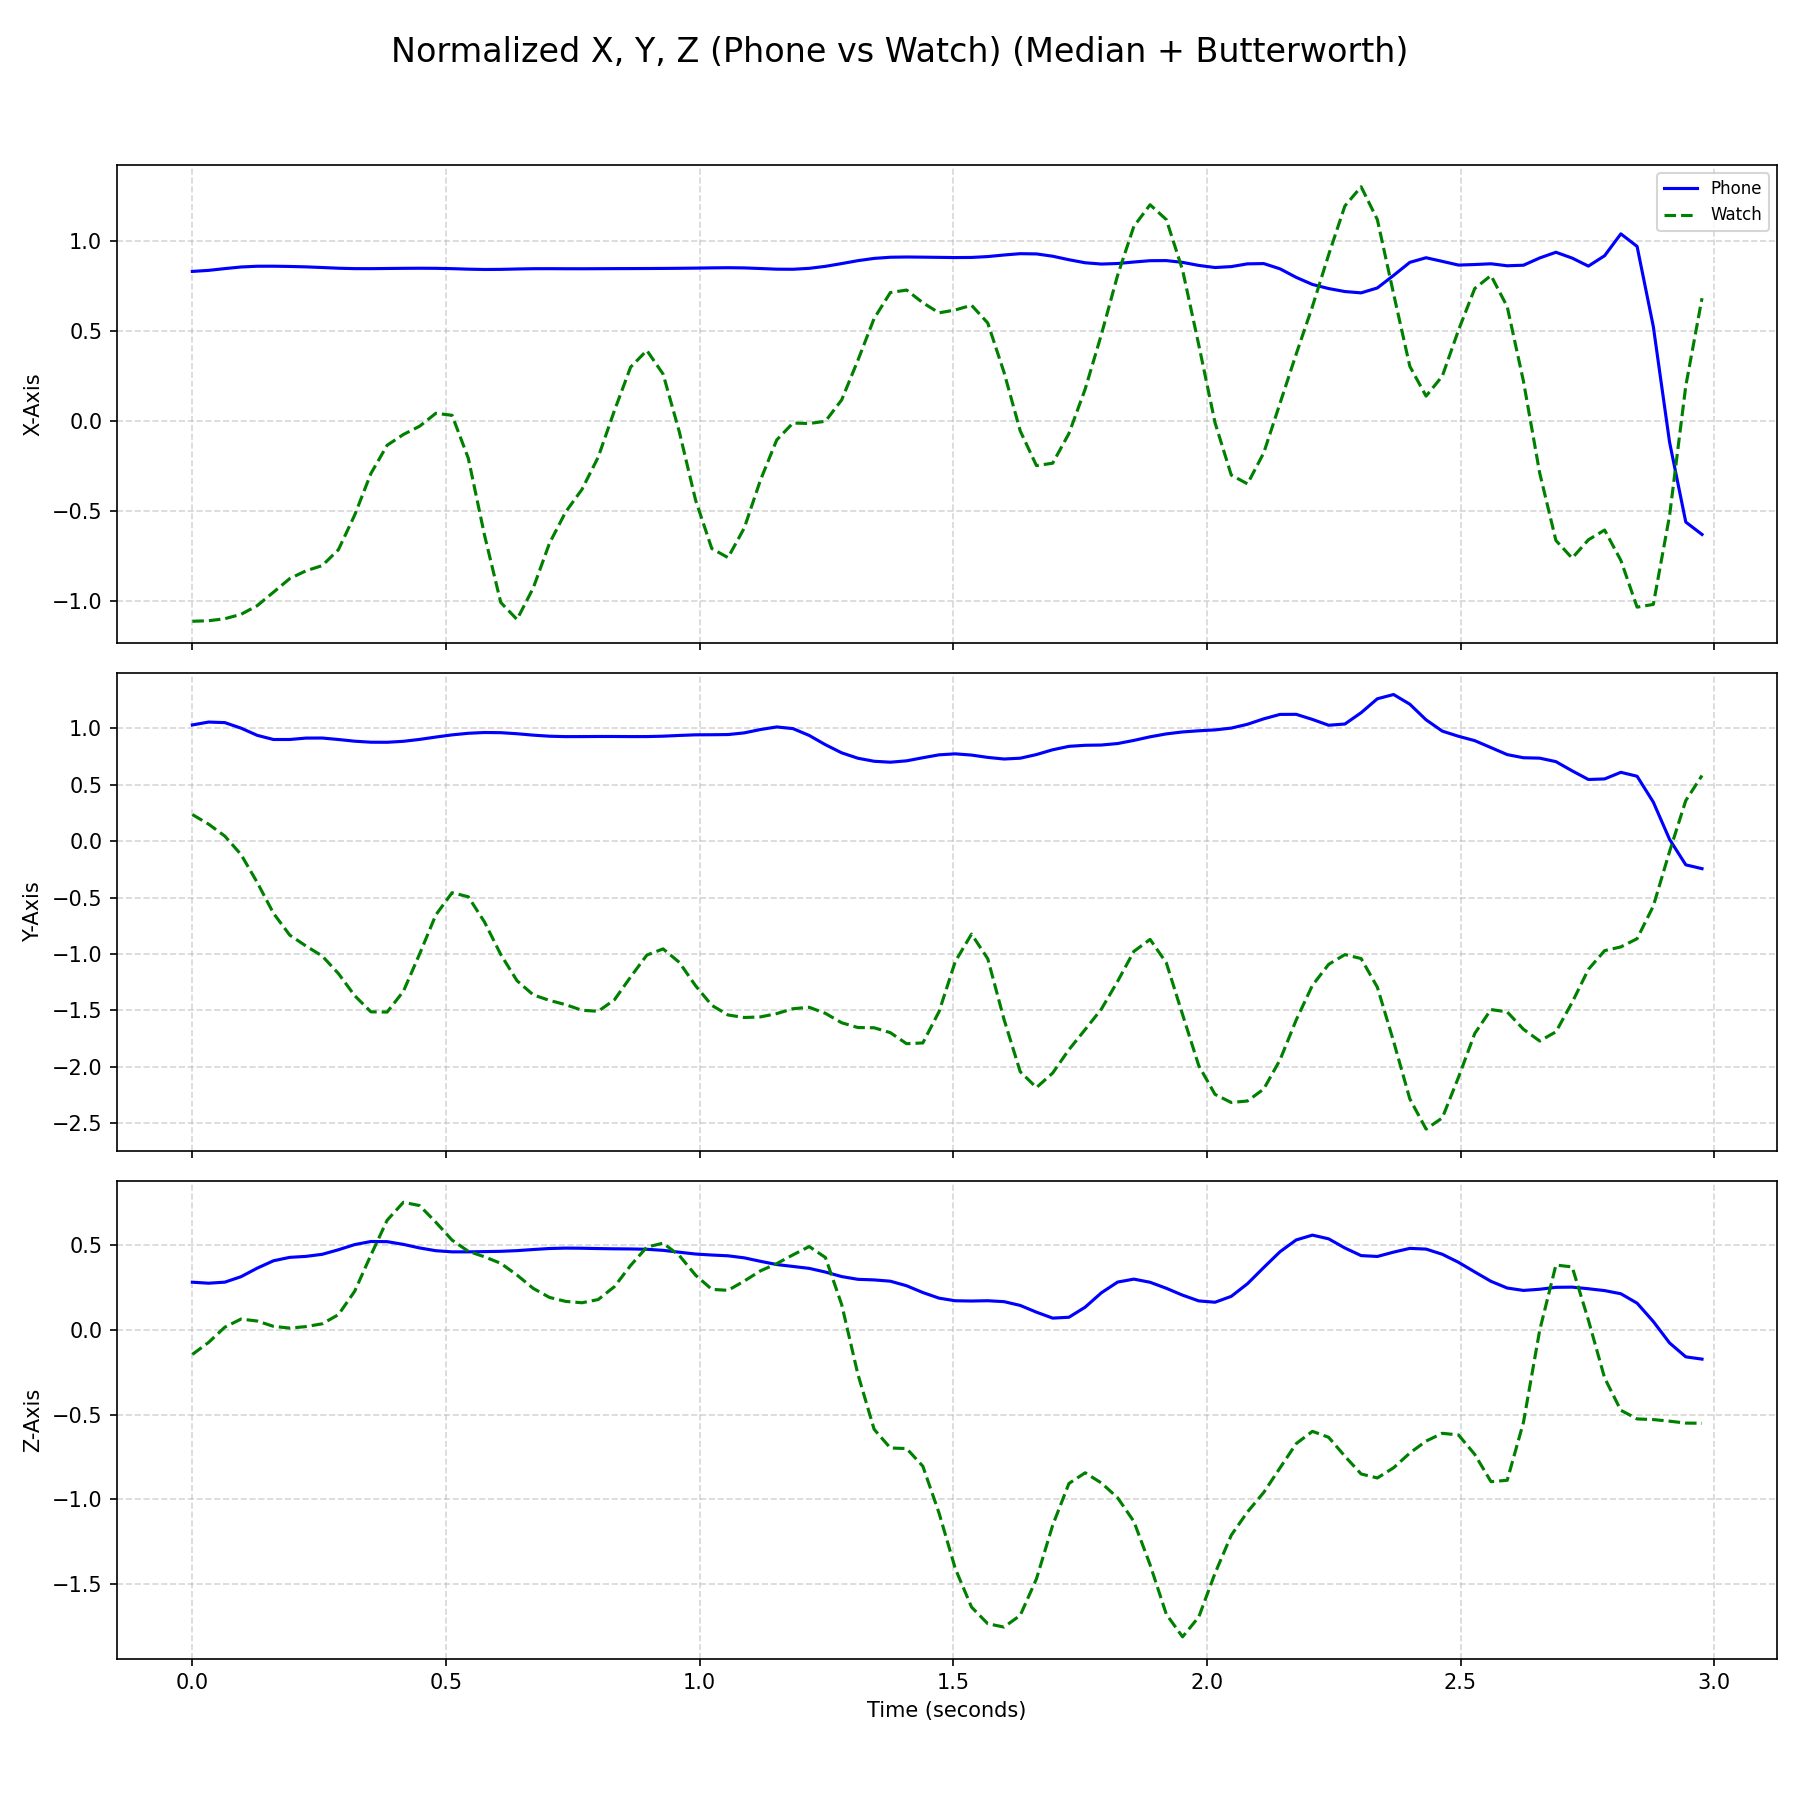 Normalized X, Y, Z (Phone vs Watch) (Median + Butterworth)
Phone
Watch
X-Axis
1.0
0.5
0.0
−0.5
−1.0
Y-Axis
1.0
0.5
0.0
−0.5
−1.0
−1.5
−2.0
−2.5
Z-Axis
0.5
0.0
−0.5
−1.0
−1.5
0.0 0.5 1.0 1.5 2.0 2.5 3.0
Time (seconds)